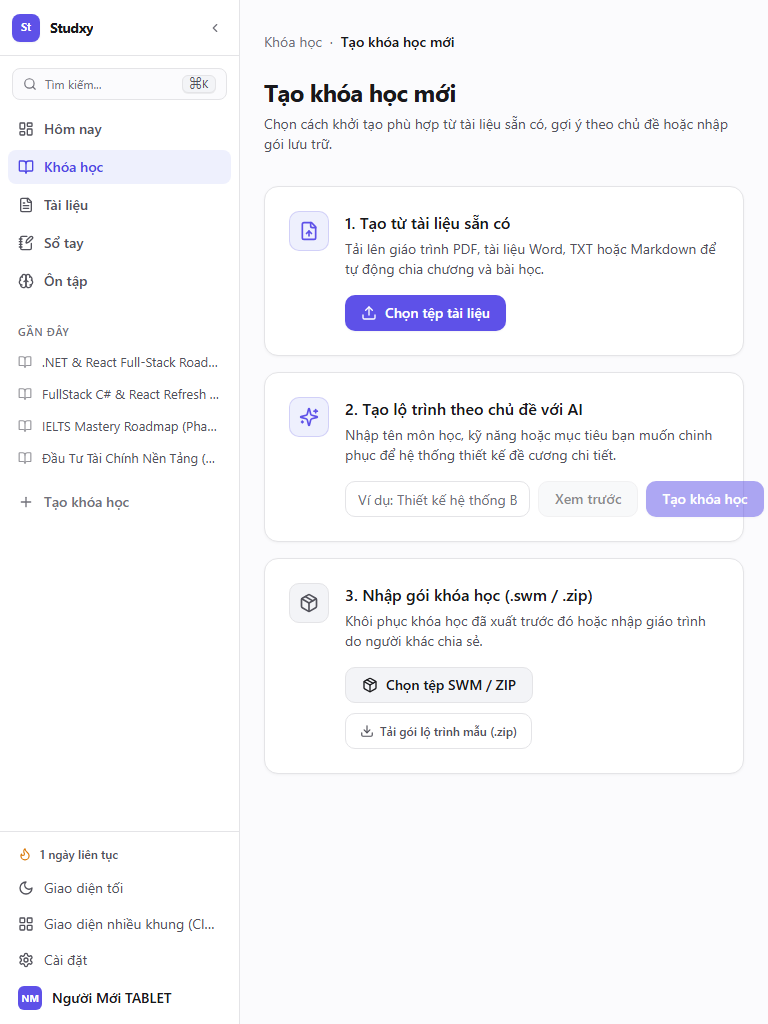 St Studxy
Tìm kiếm... ⌘K
Hôm nay
Khóa học
Tài liệu
Sổ tay
Ôn tập
GẦN ĐÂY
.NET & React Full-Stack Road...
FullStack C# & React Refresh ...
IELTS Mastery Roadmap (Pha...
Đầu Tư Tài Chính Nền Tảng (...
Tạo khóa học
1 ngày liên tục
Giao diện tối
Giao diện nhiều khung (Cl...
Cài đặt
NM Người Mới TABLET
Khóa học · Tạo khóa học mới
Tạo khóa học mới
Chọn cách khởi tạo phù hợp từ tài liệu sẵn có, gợi ý theo chủ đề hoặc nhập
gói lưu trữ.
1. Tạo từ tài liệu sẵn có
Tải lên giáo trình PDF, tài liệu Word, TXT hoặc Markdown để
tự động chia chương và bài học.
Chọn tệp tài liệu
2. Tạo lộ trình theo chủ đề với AI
Nhập tên môn học, kỹ năng hoặc mục tiêu bạn muốn chinh
phục để hệ thống thiết kế đề cương chi tiết.
Ví dụ: Thiết kế hệ thống B Xem trước Tạo khóa học
3. Nhập gói khóa học (.swm / .zip)
Khôi phục khóa học đã xuất trước đó hoặc nhập giáo trình
do người khác chia sẻ.
Chọn tệp SWM / ZIP
Tải gói lộ trình mẫu (.zip)